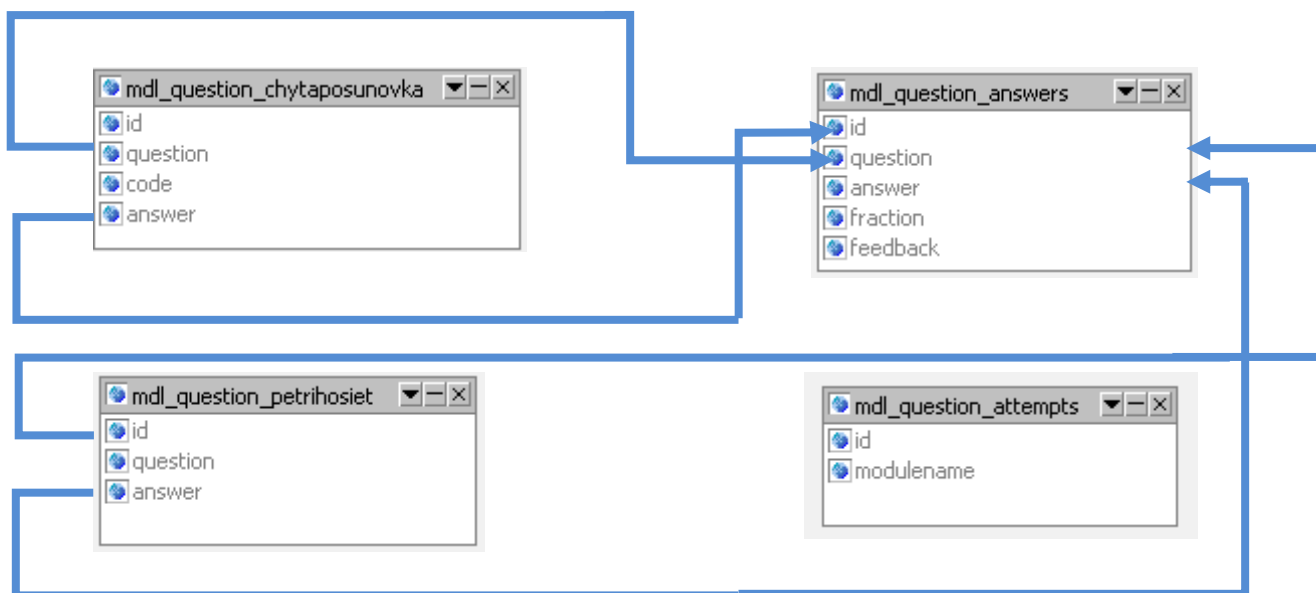 mdl_question_chytaposunovka
id
question
code
answer
mdl_question_answers
id
question
answer
fraction
feedback
mdl_question_petrihosiet
id
question
answer
mdl_question_attempts
id
modulename